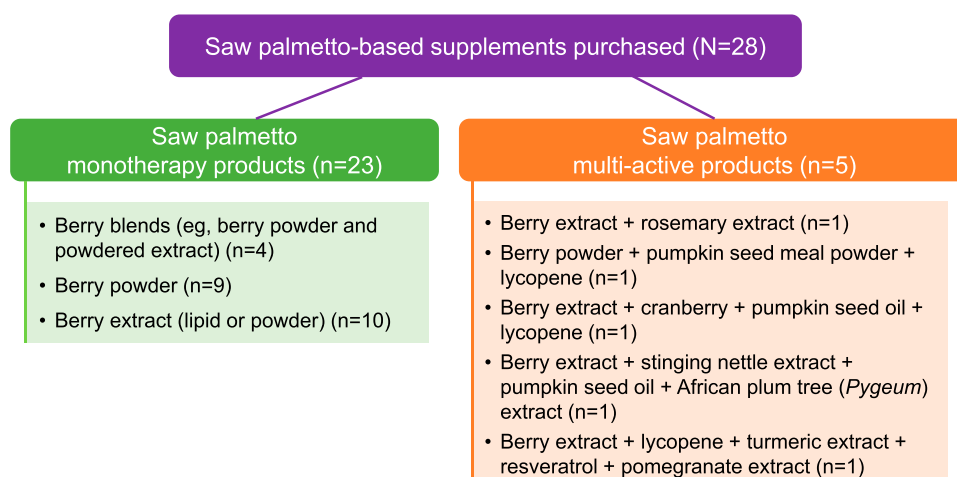 Saw palmetto-based supplements purchased (N=28)
Saw palmetto
monotherapy products (n=23)
• Berry blends (eg, berry powder and
powdered extract) (n=4)
• Berry powder (n=9)
• Berry extract (lipid or powder) (n=10)
Saw palmetto
multi-active products (n=5)
• Berry extract + rosemary extract (n=1)
• Berry powder + pumpkin seed meal powder +
lycopene (n=1)
• Berry extract + cranberry + pumpkin seed oil +
lycopene (n=1)
• Berry extract + stinging nettle extract +
pumpkin seed oil + African plum tree (Pygeum)
extract (n=1)
• Berry extract + lycopene + turmeric extract +
resveratrol + pomegranate extract (n=1)